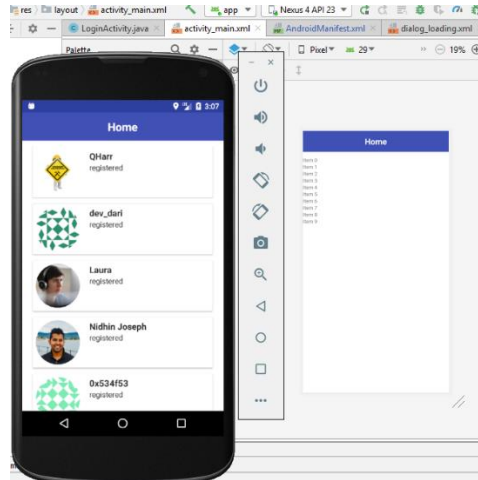 res layout activity_main.xml app Nexus 4 API 23
LoginActivity.java activity_main.xml AndroidManifest.xml dialog_loading.xml
Palette Pixel 29 19%
3:07
Home
QHarr
registered
dev_dari
registered
Laura
registered
Nidhin Joseph
registered
0x534f53
registered
Home
Item 0
Item 1
Item 2
Item 3
Item 4
Item 5
Item 6
Item 7
Item 8
Item 9